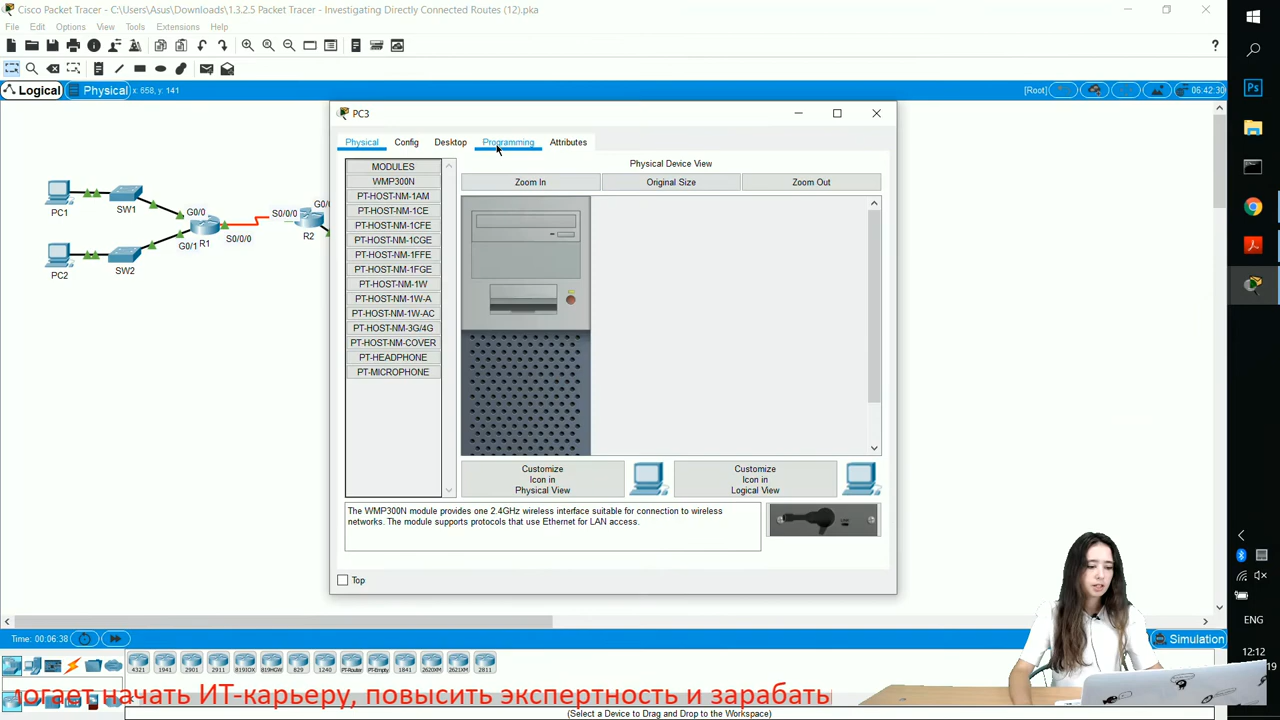 Cisco Packet Tracer - C:\Users\Asus\Downloads\1.3.2.5 Packet Tracer - Investigating Directly Connected Routes (12).pka
File Edit Options View Tools Extensions Help
Logical Physical x: 658, y: 141 [Root] 06:42:30
PC3
Physical Config Desktop Programming Attributes
MODULES
WMP300N
PT-HOST-NM-1AM
PT-HOST-NM-1CE
PT-HOST-NM-1CFE
PT-HOST-NM-1CGE
PT-HOST-NM-1FFE
PT-HOST-NM-1FGE
PT-HOST-NM-1W
PT-HOST-NM-1W-A
PT-HOST-NM-1W-AC
PT-HOST-NM-3G/4G
PT-HOST-NM-COVER
PT-HEADPHONE
PT-MICROPHONE
Physical Device View
Zoom In Original Size Zoom Out
Customize
Icon in
Physical View
Customize
Icon in
Logical View
The WMP300N module provides one 2.4GHz wireless interface suitable for connection to wireless
networks. The module supports protocols that use Ethernet for LAN access.
Top
PC1 SW1 G0/0 S0/0/0 G0/
G0/1 R1 S0/0/0 R2
PC2 SW2
Time: 00:06:38 Simulation
4321 1941 2901 2911 819IOX 819HGW 829 1240 PT-Router PT-Empty 1841 2620XM 2621XM 2811
(Select a Device to Drag and Drop to the Workspace)
могает начать ИТ-карьеру, повысить экспертность и зарабать
Ps
ENG
12:12